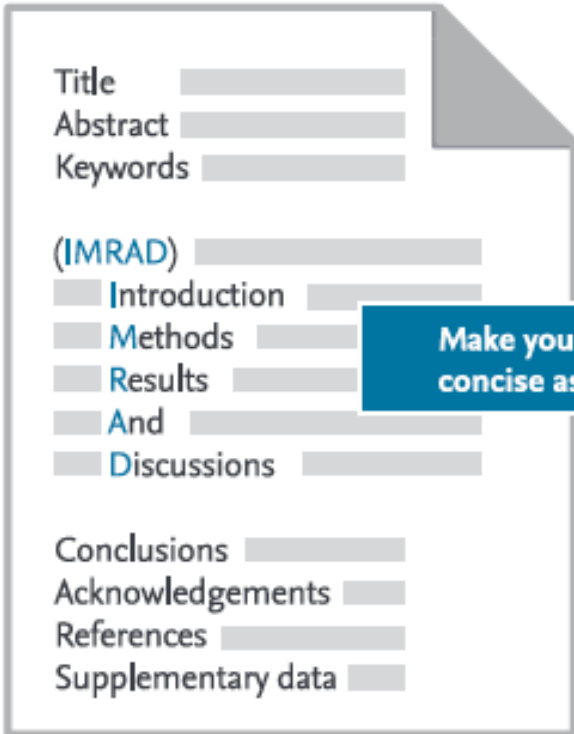 Title
Abstract
Keywords
(IMRAD)
Introduction
Methods
Results
And
Discussions
Make you
concise as
Conclusions
Acknowledgements
References
Supplementary data